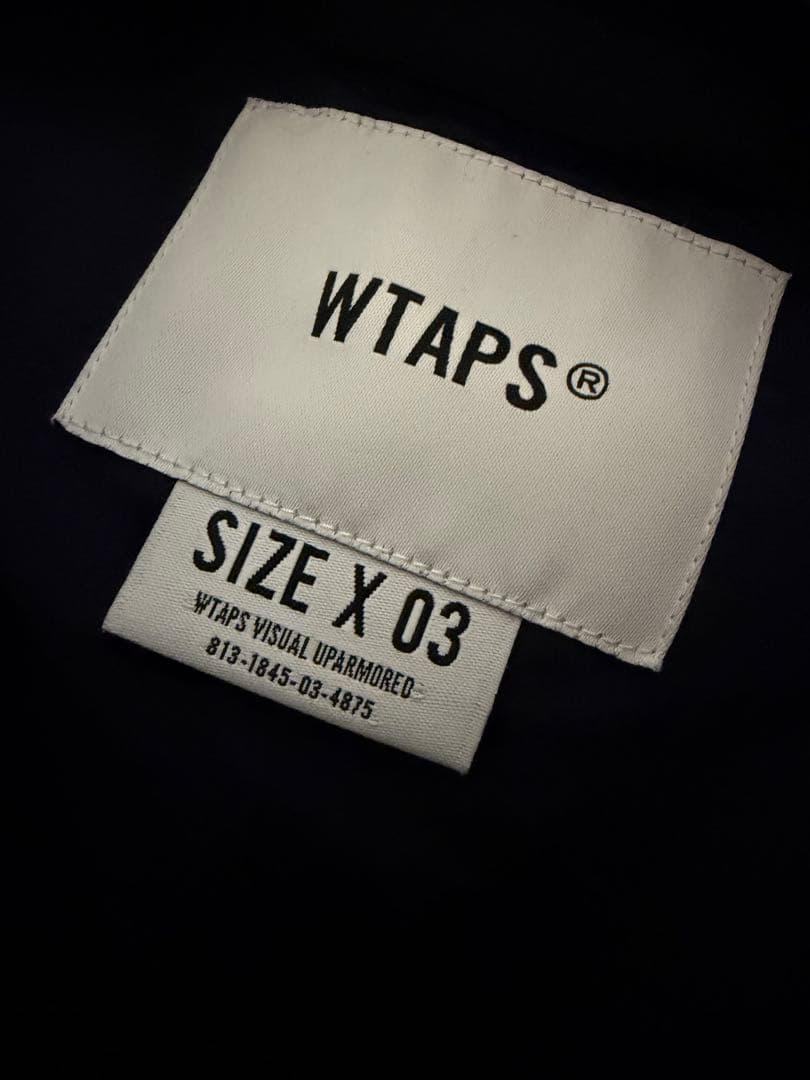 WTAPS®
SIZE X 03
WTAPS VISUAL UPARMORED
813-1845-03-4875